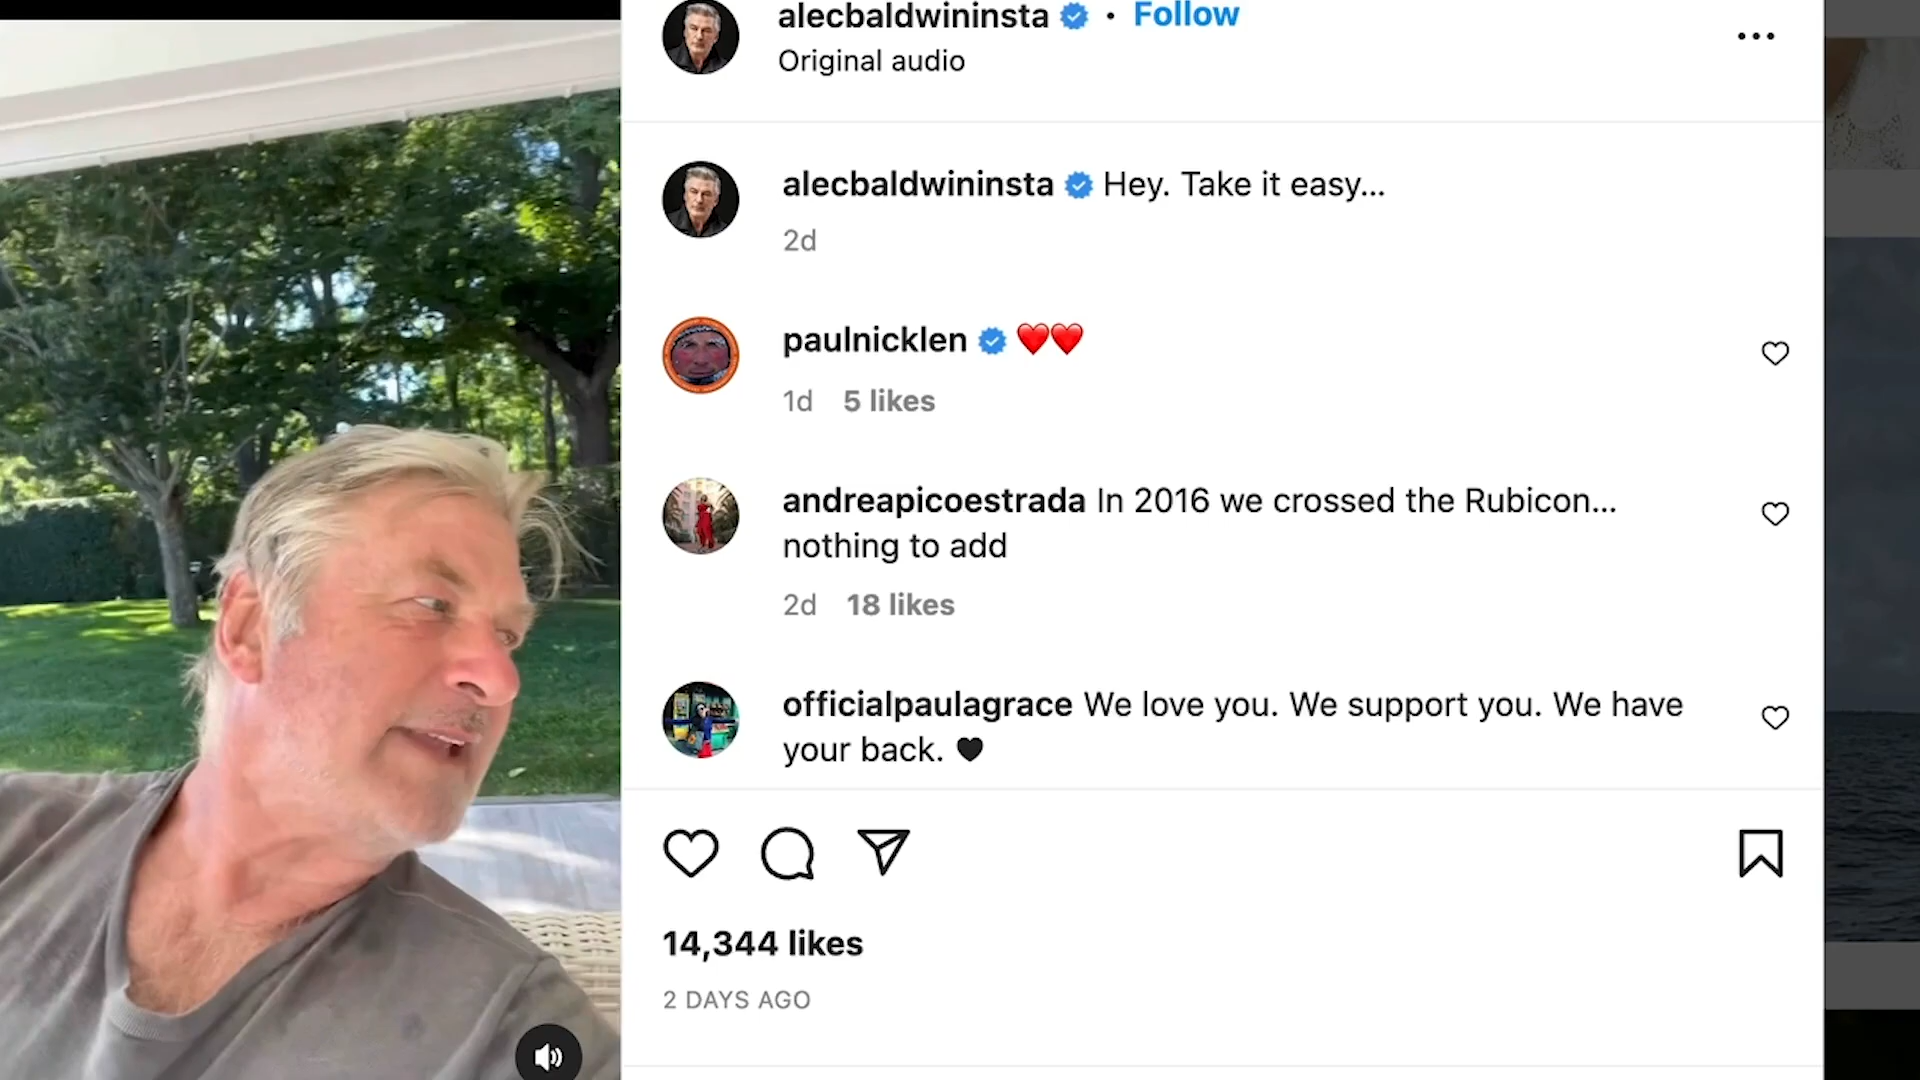 alecbaldwininsta • Follow
Original audio
alecbaldwininsta Hey. Take it easy...
2d
paulnicklen ❤️❤️
1d 5 likes
andreapicoestrada In 2016 we crossed the Rubicon...
nothing to add
2d 18 likes
officialpaulagrace We love you. We support you. We have
your back. 🖤
14,344 likes
2 DAYS AGO